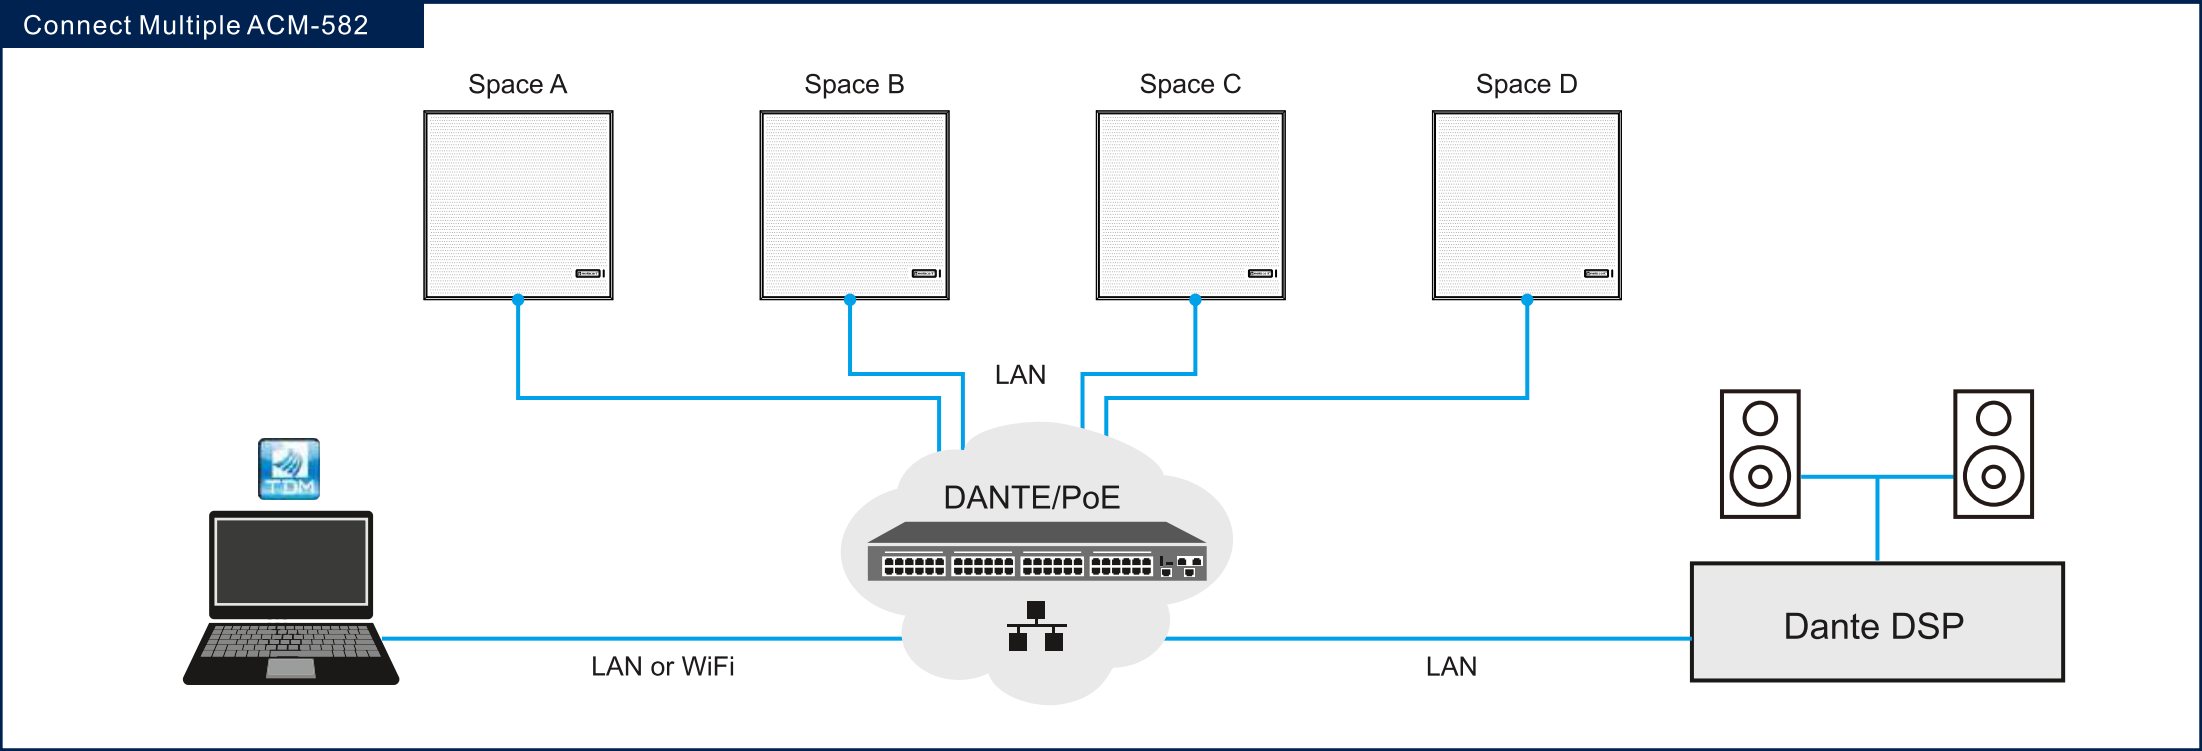 Connect Multiple ACM-582
Space A
Space B
Space C
Space D
LAN
TDM
DANTE/PoE
Dante DSP
LAN or WiFi
LAN